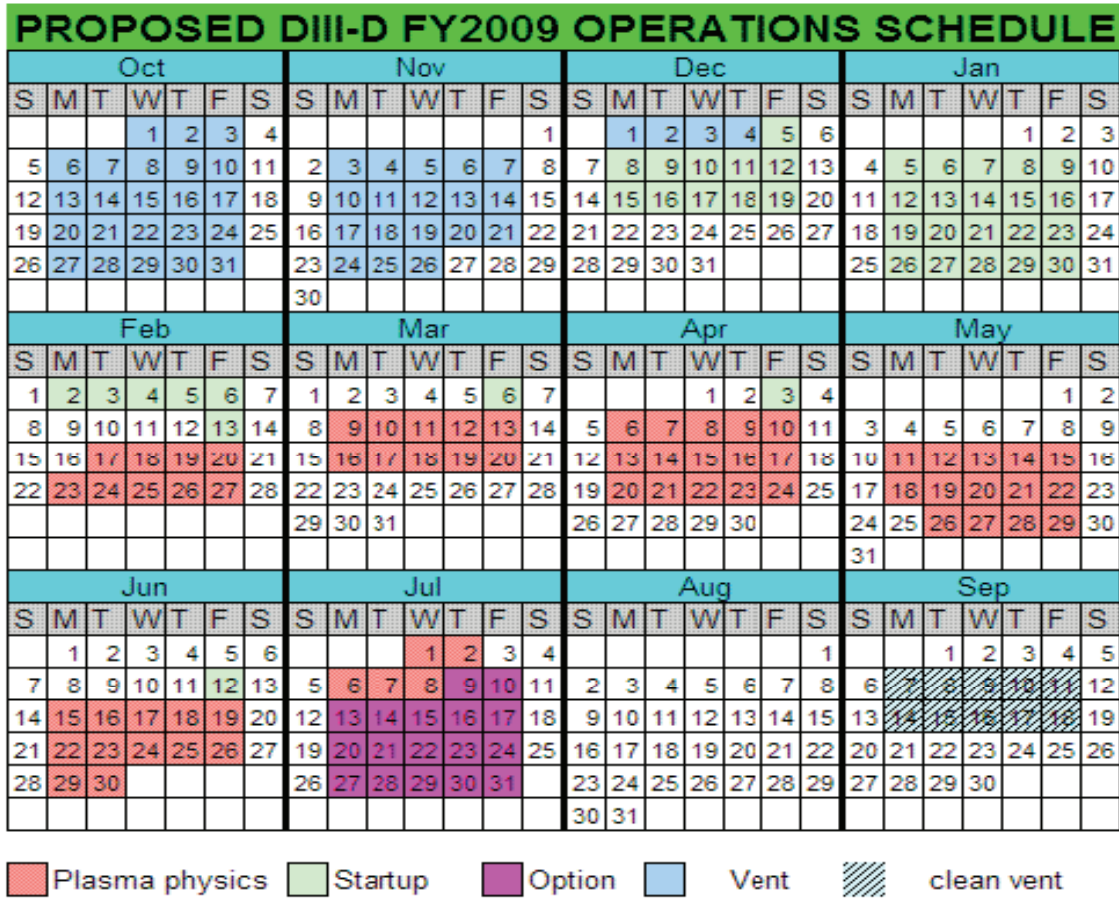 PROPOSED DIII-D FY2009 OPERATIONS SCHEDULE
Oct Nov Dec Jan
S M T W T F S S M T W T F S S M T W T F S S M T W T F S
1 2 3 4 1 1 2 3 4 5 6 1 2 3
5 6 7 8 9 10 11 2 3 4 5 6 7 8 7 8 9 10 11 12 13 4 5 6 7 8 9 10
12 13 14 15 16 17 18 9 10 11 12 13 14 15 14 15 16 17 18 19 20 11 12 13 14 15 16 17
19 20 21 22 23 24 25 16 17 18 19 20 21 22 21 22 23 24 25 26 27 18 19 20 21 22 23 24
26 27 28 29 30 31 23 24 25 26 27 28 29 28 29 30 31 25 26 27 28 29 30 31
30
Feb Mar Apr May
S M T W T F S S M T W T F S S M T W T F S S M T W T F S
1 2 3 4 5 6 7 1 2 3 4 5 6 7 1 2 3 4 1 2
8 9 10 11 12 13 14 8 9 10 11 12 13 14 5 6 7 8 9 10 11 3 4 5 6 7 8 9
15 16 17 18 19 20 21 15 16 17 18 19 20 21 12 13 14 15 16 17 18 10 11 12 13 14 15 16
22 23 24 25 26 27 28 22 23 24 25 26 27 28 19 20 21 22 23 24 25 17 18 19 20 21 22 23
29 30 31 26 27 28 29 30 24 25 26 27 28 29 30
31
Jun Jul Aug Sep
S M T W T F S S M T W T F S S M T W T F S S M T W T F S
1 2 3 4 5 6 1 2 3 4 1 1 2 3 4 5
7 8 9 10 11 12 13 5 6 7 8 9 10 11 2 3 4 5 6 7 8 6 7 8 9 10 11 12
14 15 16 17 18 19 20 12 13 14 15 16 17 18 9 10 11 12 13 14 15 13 14 15 16 17 18 19
21 22 23 24 25 26 27 19 20 21 22 23 24 25 16 17 18 19 20 21 22 20 21 22 23 24 25 26
28 29 30 26 27 28 29 30 31 23 24 25 26 27 28 29 27 28 29 30
30 31
Plasma physics Startup Option Vent clean vent